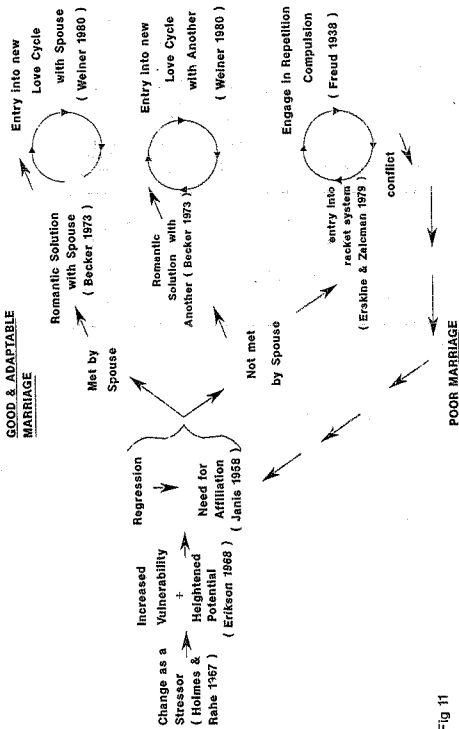 GOOD & ADAPTABLE
MARRIAGE
Change as a
Stressor
( Holmes &
Rahe 1967)
Increased
Vulnerability
+
Heightened
Potential
( Erikson 1968 )
Regression
Need for
Affiliation
( Janis 1958 )
Met by
Spouse
Romantic Solution
with Spouse
( Becker 1973 )
Entry into new
Love Cycle
with Spouse
( Weiner 1980 )
Not met
by Spouse
Romantic
Solution with
Another ( Becker 1973 )
Entry into new
Love Cycle
with Another
( Weiner 1980 )
entry into
racket system
( Erskine & Zalcman 1979 )
Engage in Repetition
Compulsion
( Freud 1938 )
conflict
POOR MARRIAGE
Fig 11